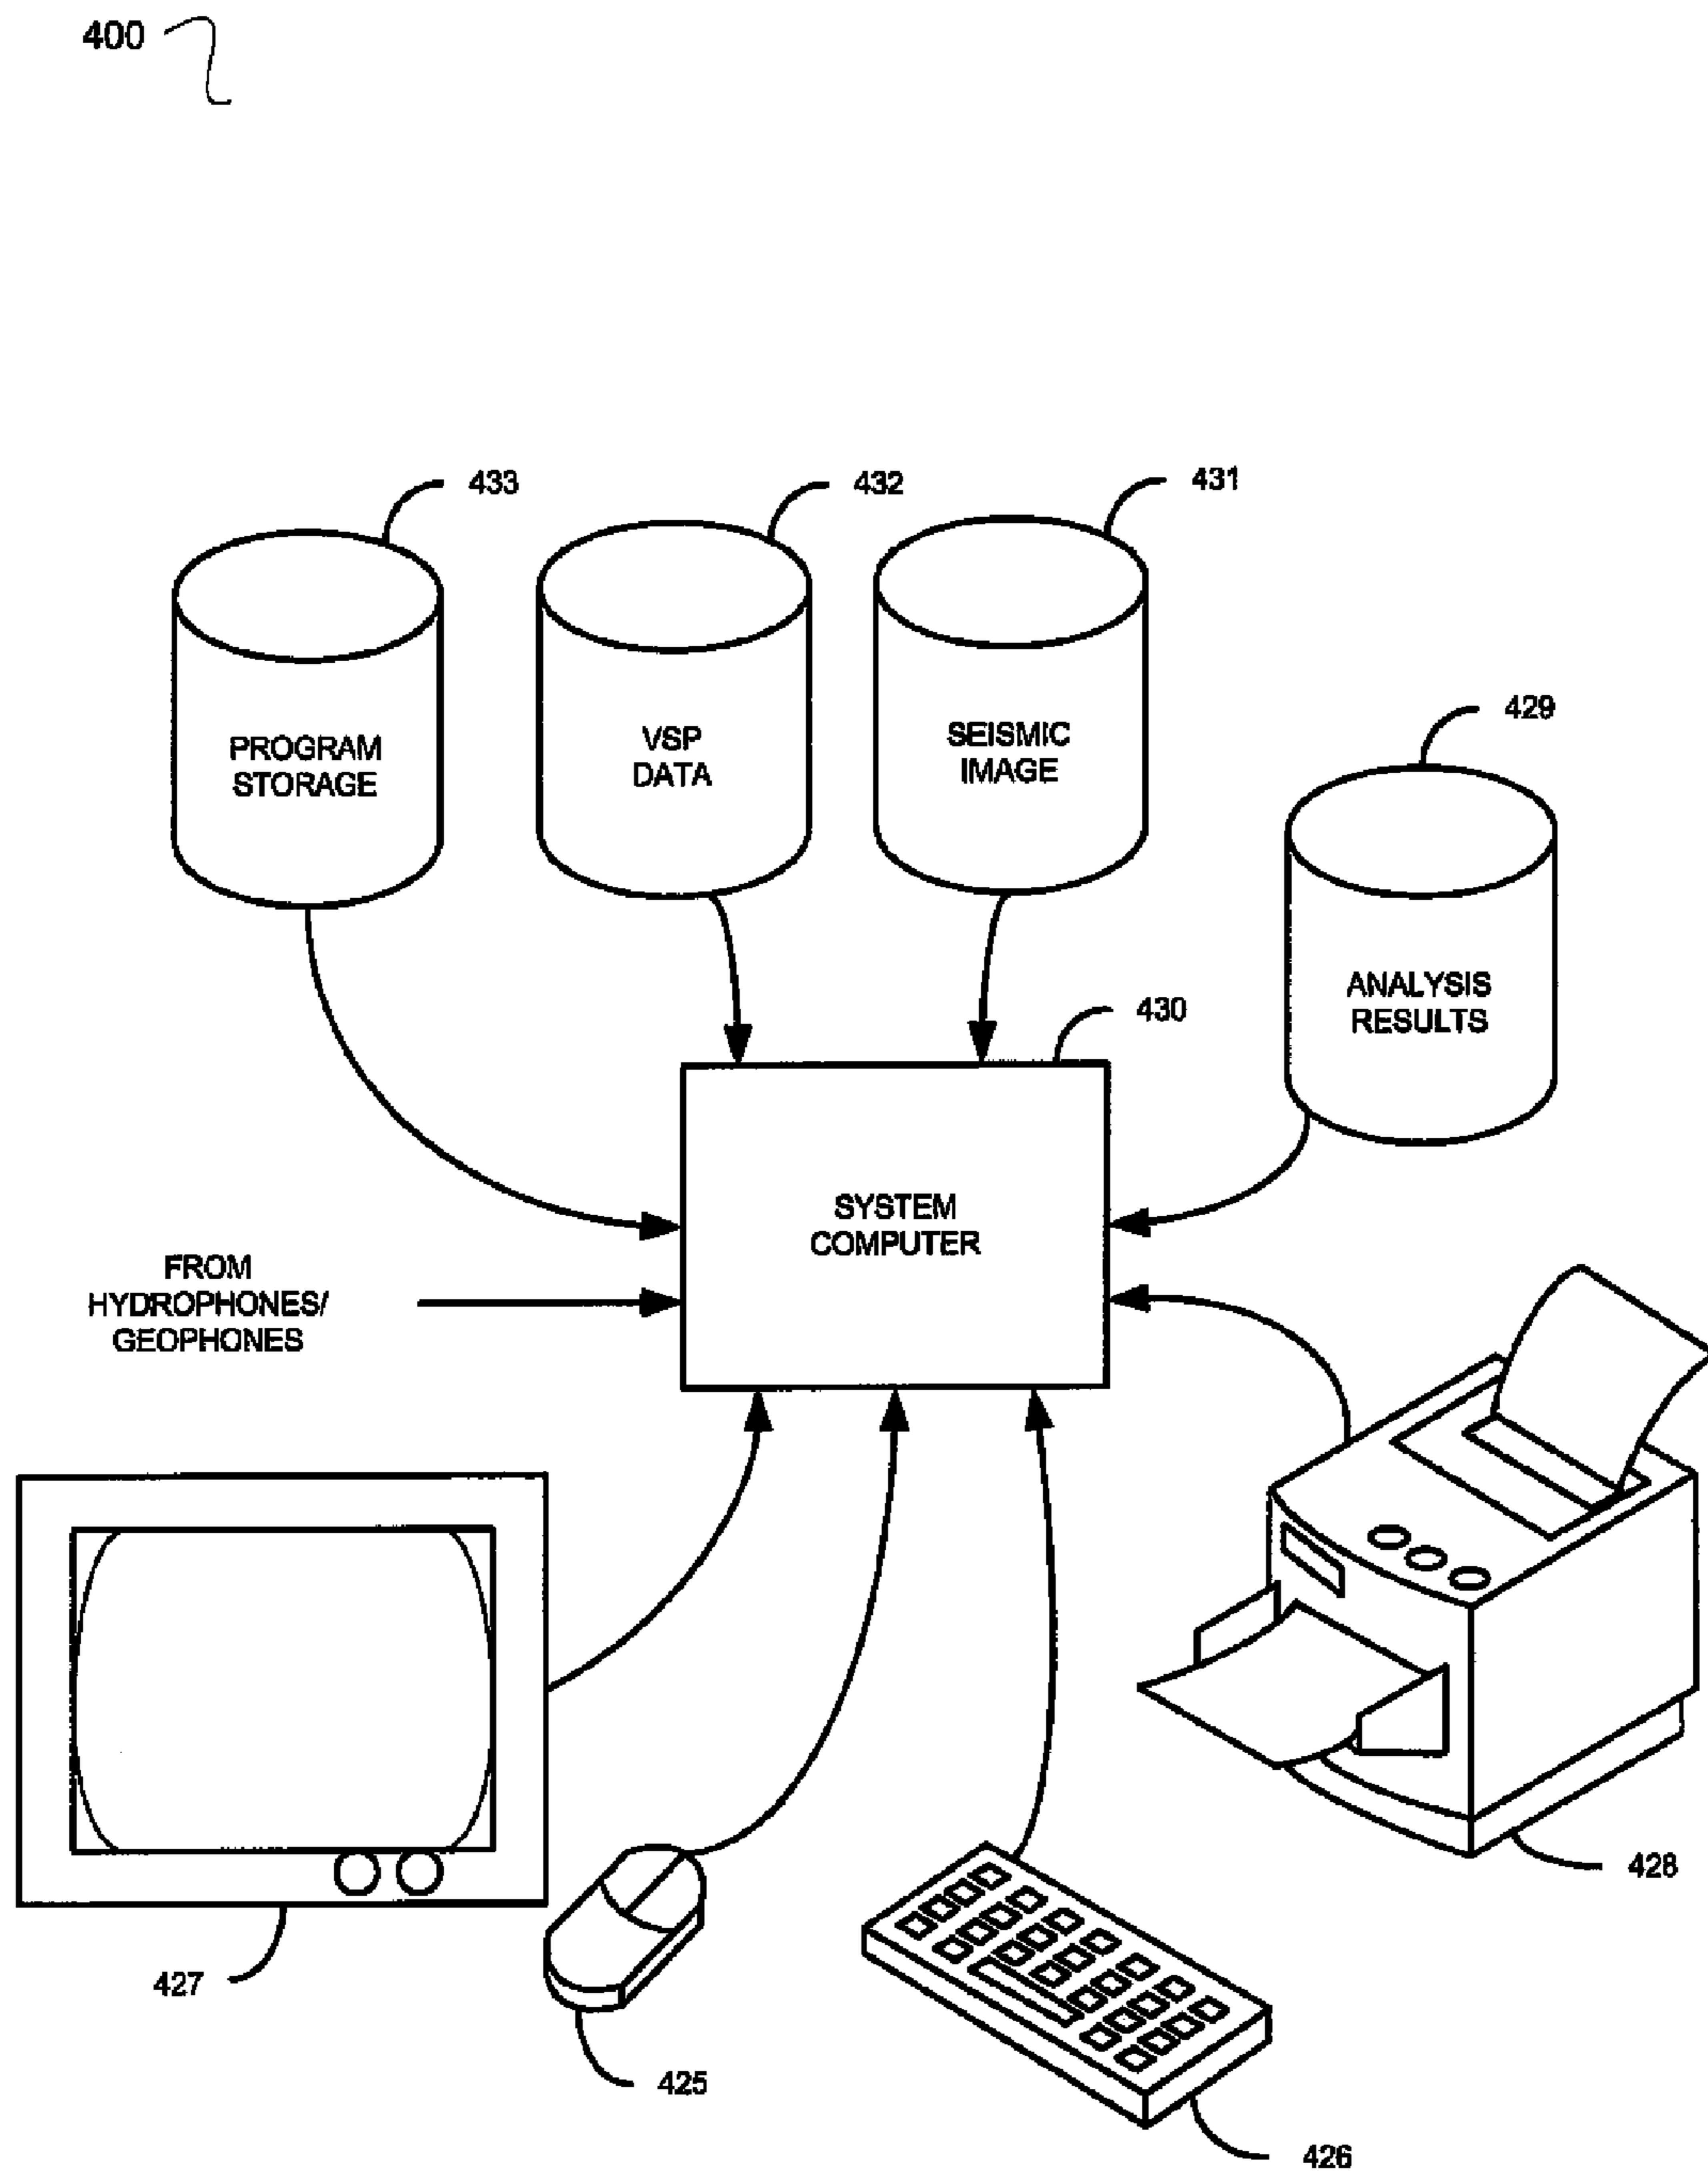 400
433
432
431
PROGRAM
STORAGE
VSP
DATA
SEISMIC
IMAGE
429
ANALYSIS
RESULTS
430
SYSTEM
COMPUTER
FROM
HYDROPHONES/
GEOPHONES
428
427
425
426